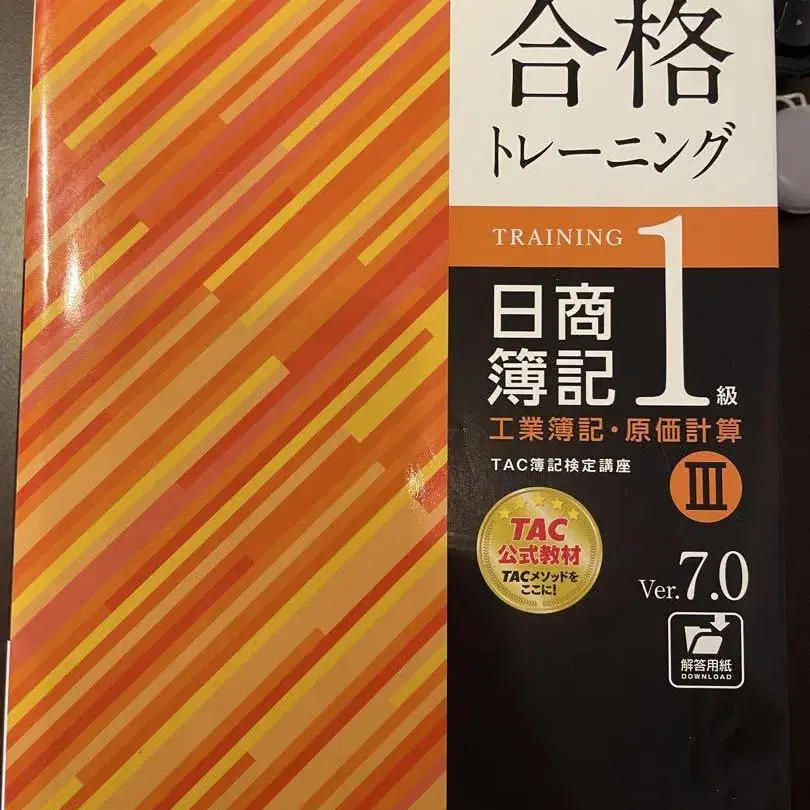 合格
トレーニング
TRAINING
1級
日商
簿記
工業簿記・原価計算
TAC簿記検定講座
III
TAC
公式教材
TACメソッドを
ここに!
Ver.7.0
解答用紙
DOWNLOAD